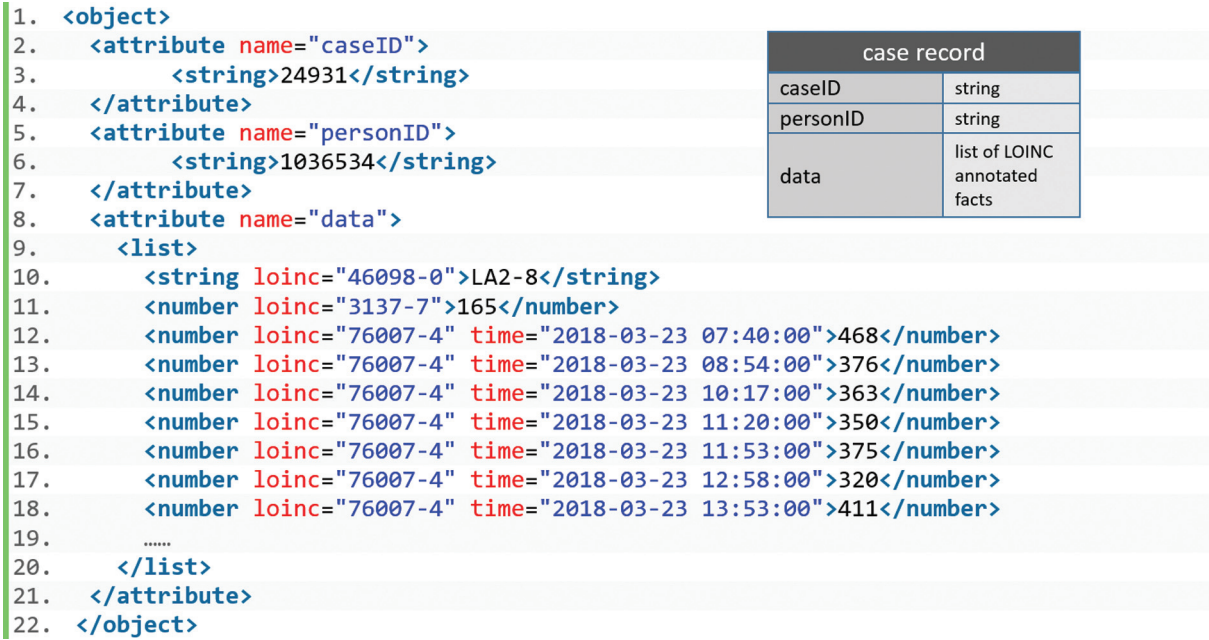 1. <object>
2. <attribute name="caseID">
3. <string>24931</string>
4. </attribute>
5. <attribute name="personID">
6. <string>1036534</string>
7. </attribute>
8. <attribute name="data">
9. <list>
10. <string loinc="46098-0">LA2-8</string>
11. <number loinc="3137-7">165</number>
12. <number loinc="76007-4" time="2018-03-23 07:40:00">468</number>
13. <number loinc="76007-4" time="2018-03-23 08:54:00">376</number>
14. <number loinc="76007-4" time="2018-03-23 10:17:00">363</number>
15. <number loinc="76007-4" time="2018-03-23 11:20:00">350</number>
16. <number loinc="76007-4" time="2018-03-23 11:53:00">375</number>
17. <number loinc="76007-4" time="2018-03-23 12:58:00">320</number>
18. <number loinc="76007-4" time="2018-03-23 13:53:00">411</number>
19. ……
20. </list>
21. </attribute>
22. </object>
case record
caseID string
personID string
data list of LOINC
annotated
facts